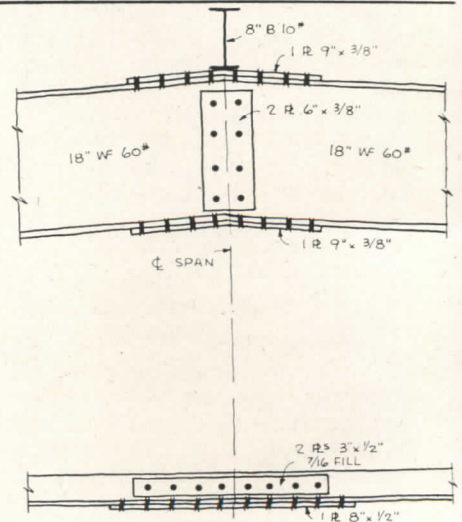 8" B 10#
1 PL 9" x 3/8"
2 PL 6" x 3/8"
18" WF 60#
18" WF 60#
1 PL 9" x 3/8"
CL SPAN
2 PLS 3" x 1/2"
7/16 FILL
1 PL 8" x 1/2"